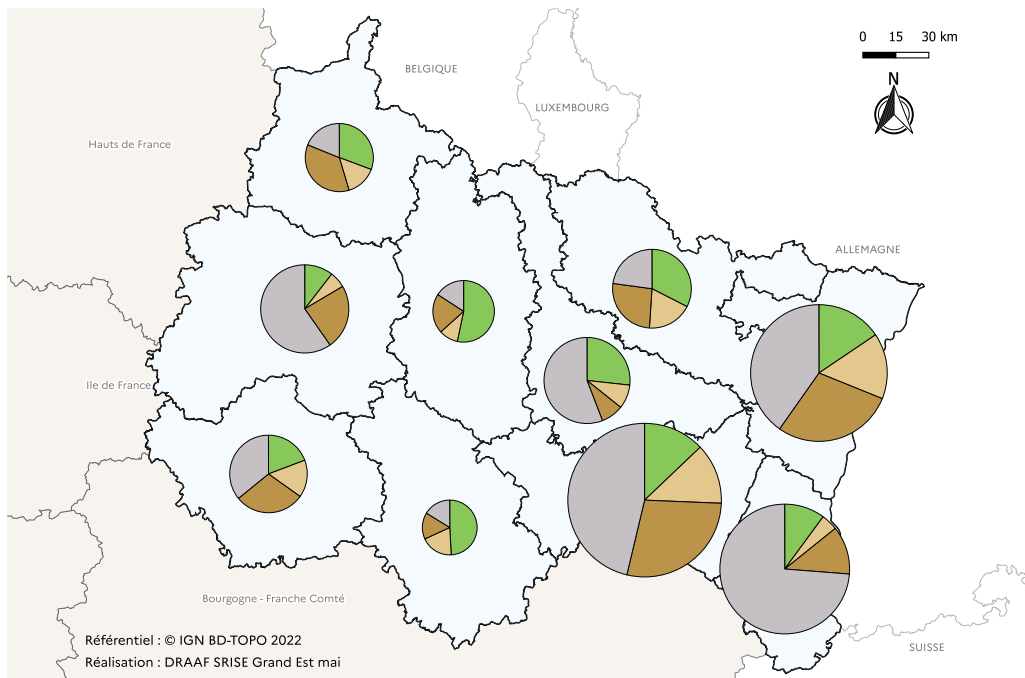 0 15 30 km
BELGIQUE
N
LUXEMBOURG
Hauts de France
ALLEMAGNE
Ile de France
Bourgogne - Franche Comté
Référentiel : © IGN BD-TOPO 2022
SUISSE
Réalisation : DRAAF SRISE Grand Est mai